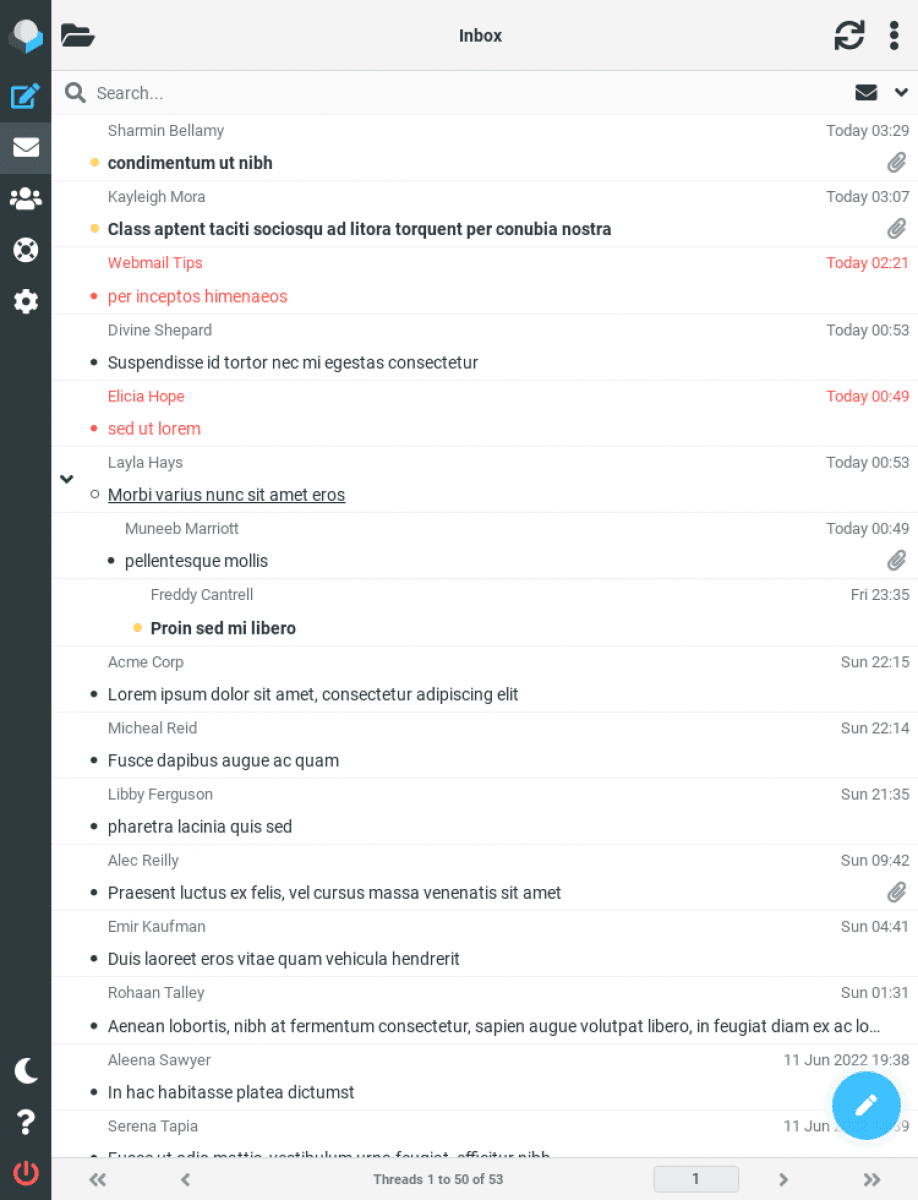 Inbox
Search...
Sharmin Bellamy Today 03:29
condimentum ut nibh
Kayleigh Mora Today 03:07
Class aptent taciti sociosqu ad litora torquent per conubia nostra
Webmail Tips Today 02:21
per inceptos himenaeos
Divine Shepard Today 00:53
Suspendisse id tortor nec mi egestas consectetur
Elicia Hope Today 00:49
sed ut lorem
Layla Hays Today 00:53
Morbi varius nunc sit amet eros
Muneeb Marriott Today 00:49
pellentesque mollis
Freddy Cantrell Fri 23:35
Proin sed mi libero
Acme Corp Sun 22:15
Lorem ipsum dolor sit amet, consectetur adipiscing elit
Micheal Reid Sun 22:14
Fusce dapibus augue ac quam
Libby Ferguson Sun 21:35
pharetra lacinia quis sed
Alec Reilly Sun 09:42
Praesent luctus ex felis, vel cursus massa venenatis sit amet
Emir Kaufman Sun 04:41
Duis laoreet eros vitae quam vehicula hendrerit
Rohaan Talley Sun 01:31
Aenean lobortis, nibh at fermentum consectetur, sapien augue volutpat libero, in feugiat diam ex ac lo...
Aleena Sawyer 11 Jun 2022 19:38
In hac habitasse platea dictumst
Serena Tapia 11 Jun
Fusce ut odio mattis, vestibulum urna feugiat, efficitur nibh
Threads 1 to 50 of 53 1